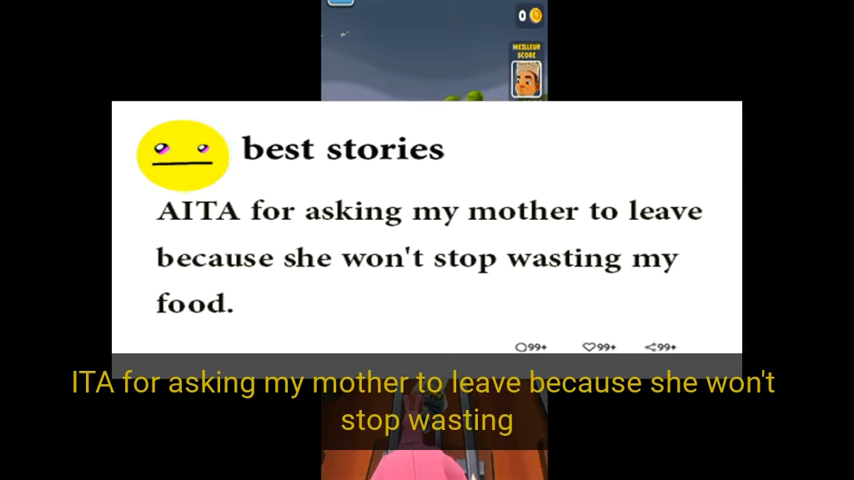 0
MEILLEUR
SCORE
best stories
AITA for asking my mother to leave
because she won't stop wasting my
food.
99+ 99+ 99+
ITA for asking my mother to leave because she won't
stop wasting